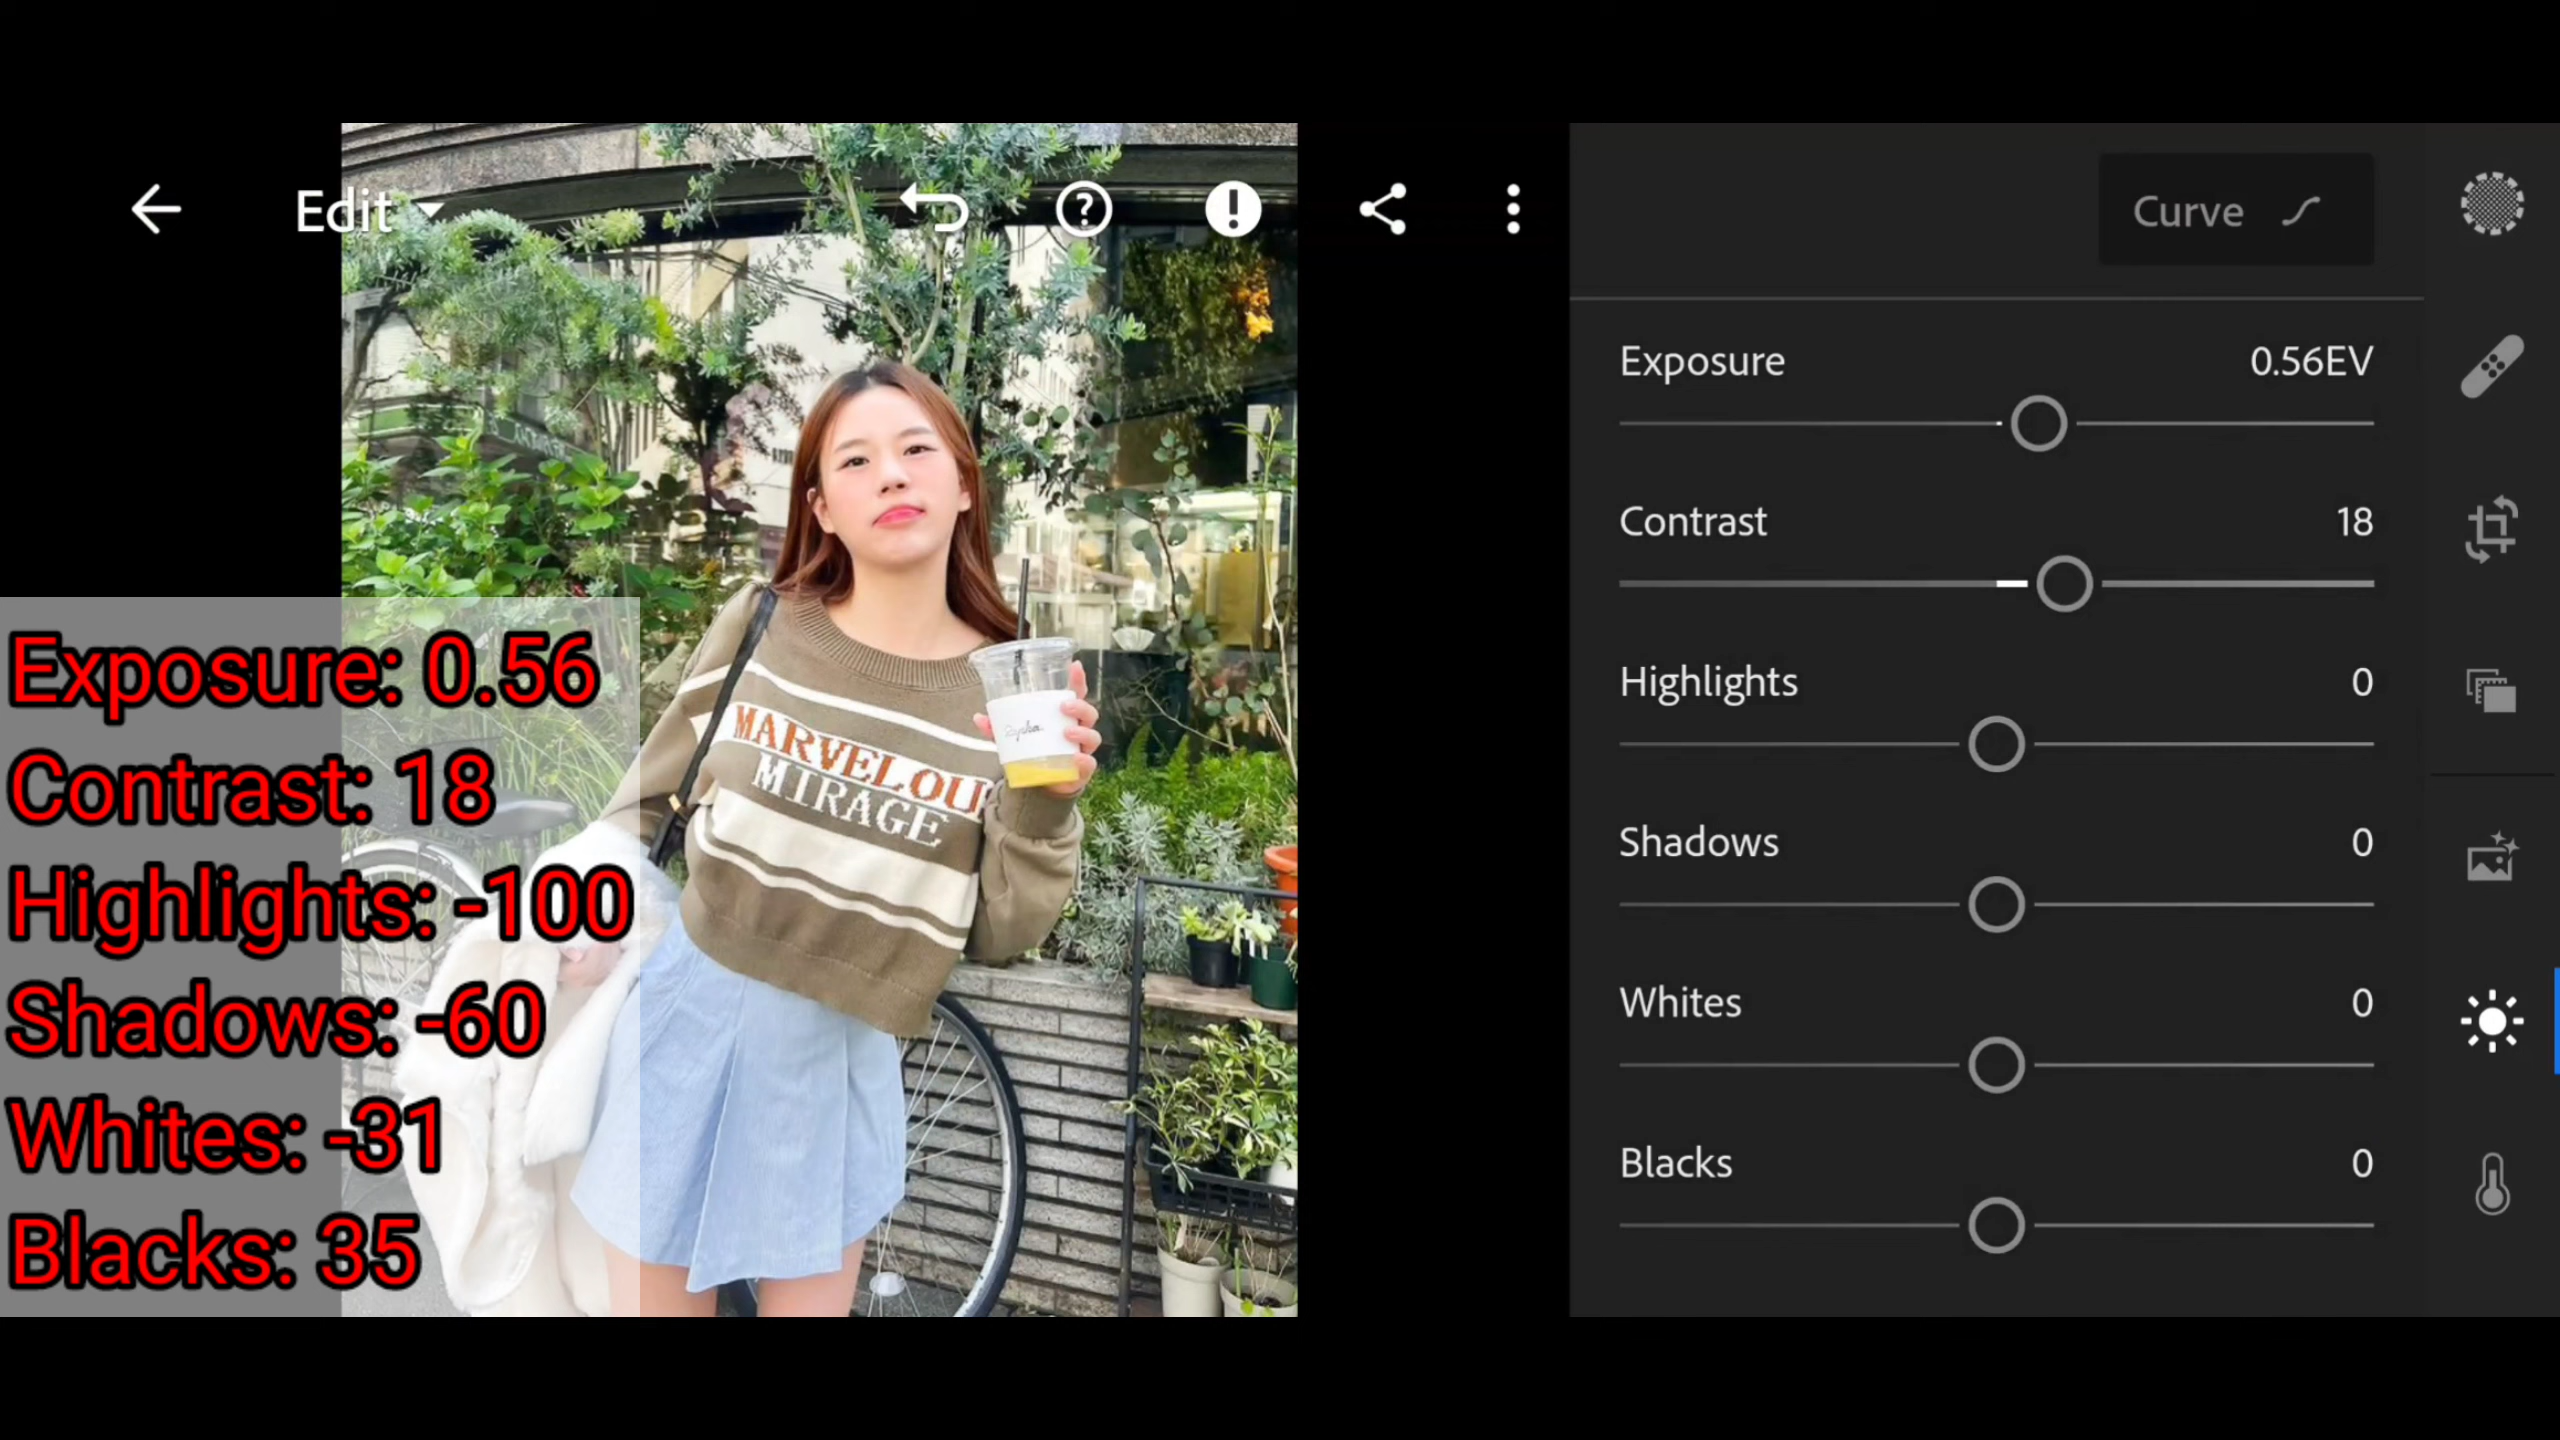 Edit
Curve
Exposure 0.56EV
Contrast 18
Highlights 0
Shadows 0
Whites 0
Blacks 0
Exposure: 0.56
Contrast: 18
Highlights: -100
Shadows: -60
Whites: -31
Blacks: 35
MARVELOU
MIRAGE